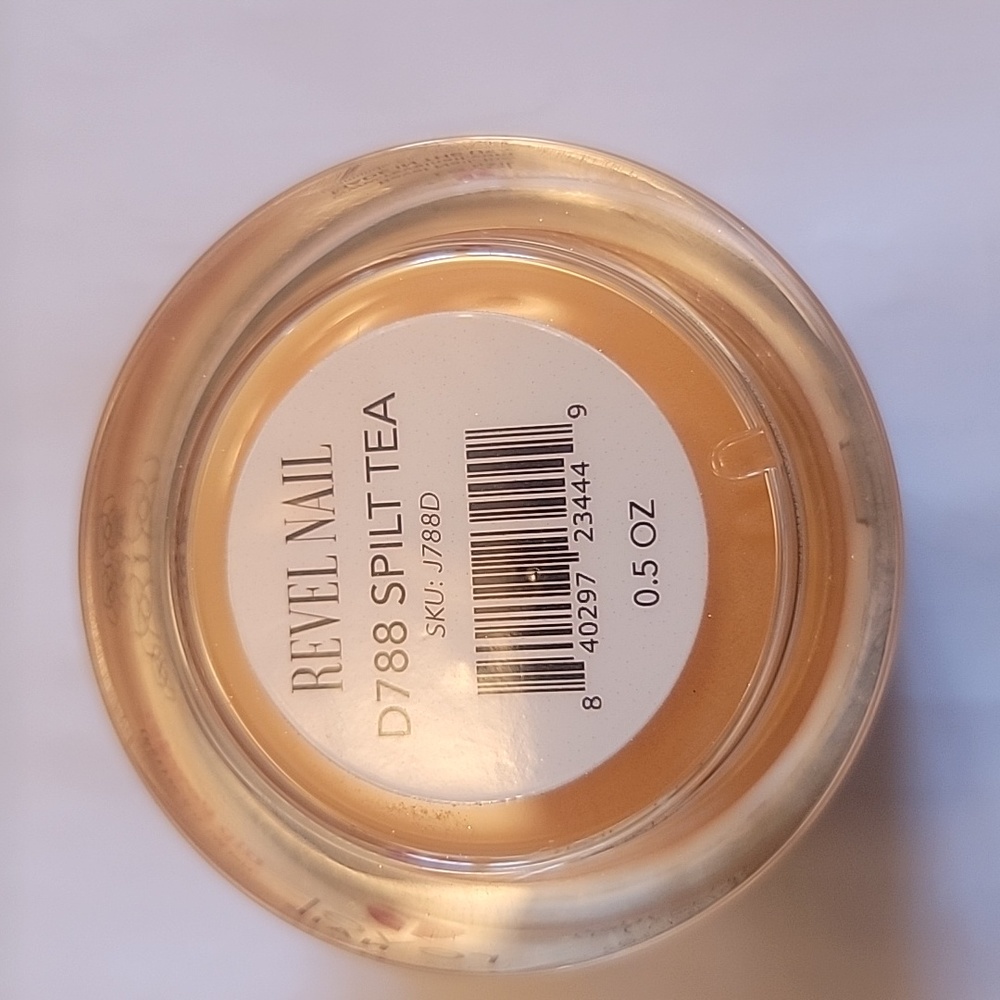 REVEL NAIL
D788 SPILT TEA
SKU: J788D
8 40297 23444 9
0.5 OZ